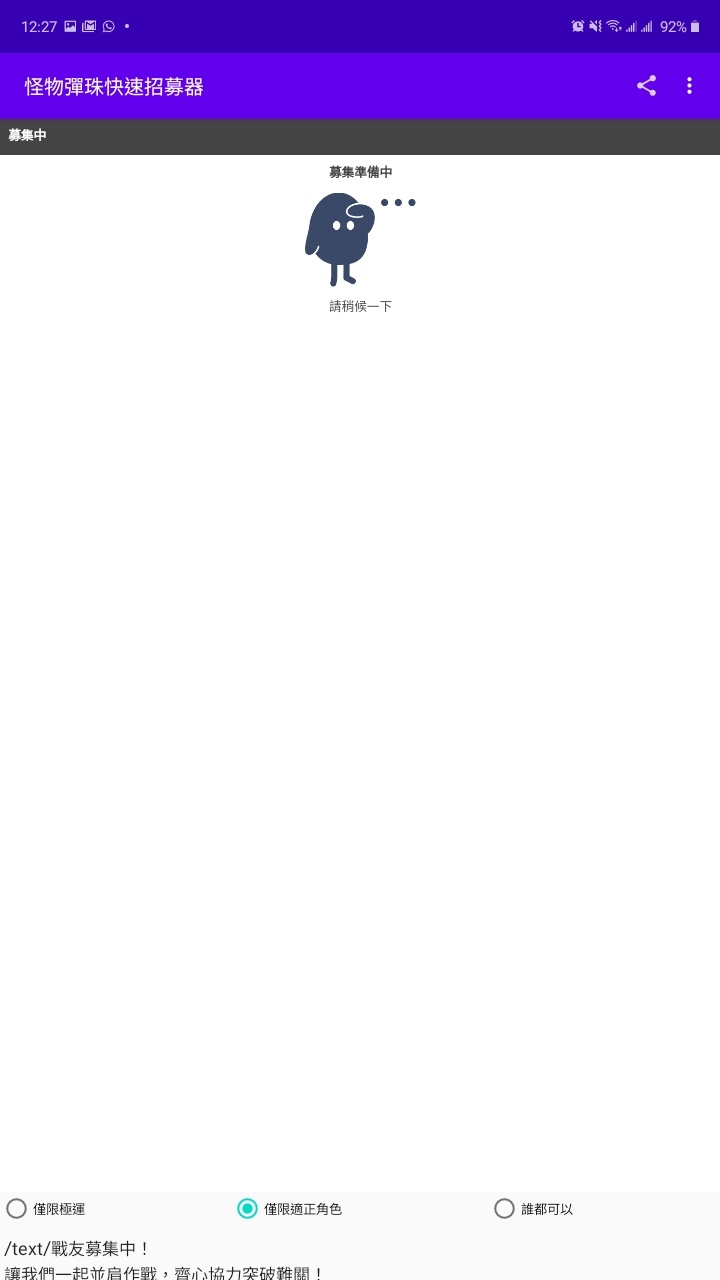 12:27
92%
怪物彈珠快速招募器
募集中
募集準備中
請稍候一下
僅限極運 僅限適正角色 誰都可以
/text/戰友募集中！
讓我們一起並肩作戰，齊心協力突破難關！